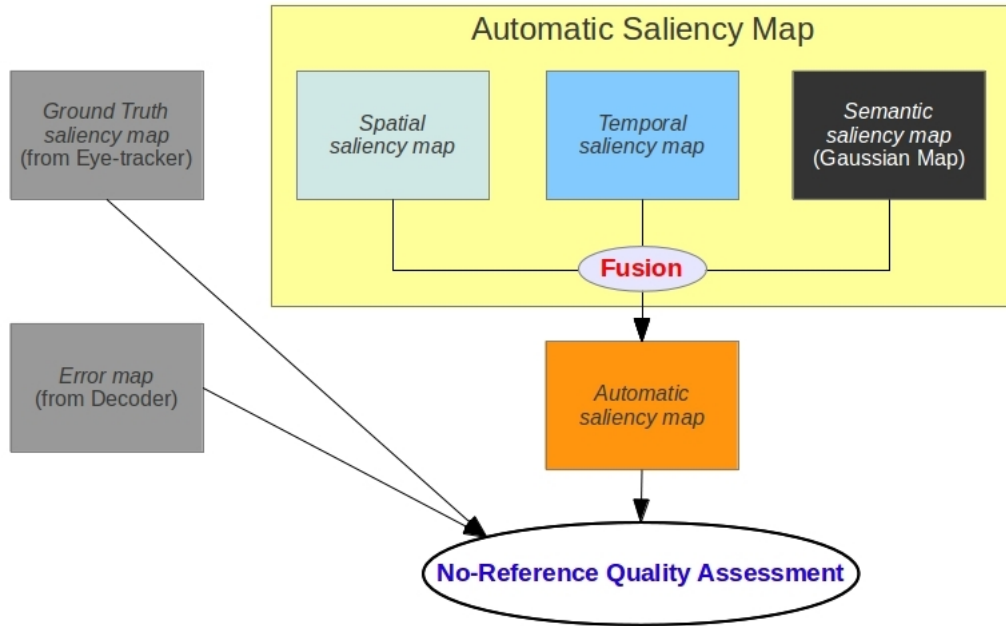 Automatic Saliency Map
Ground Truth
saliency map
(from Eye-tracker)
Spatial
saliency map
Temporal
saliency map
Semantic
saliency map
(Gaussian Map)
Fusion
Error map
(from Decoder)
Automatic
saliency map
No-Reference Quality Assessment